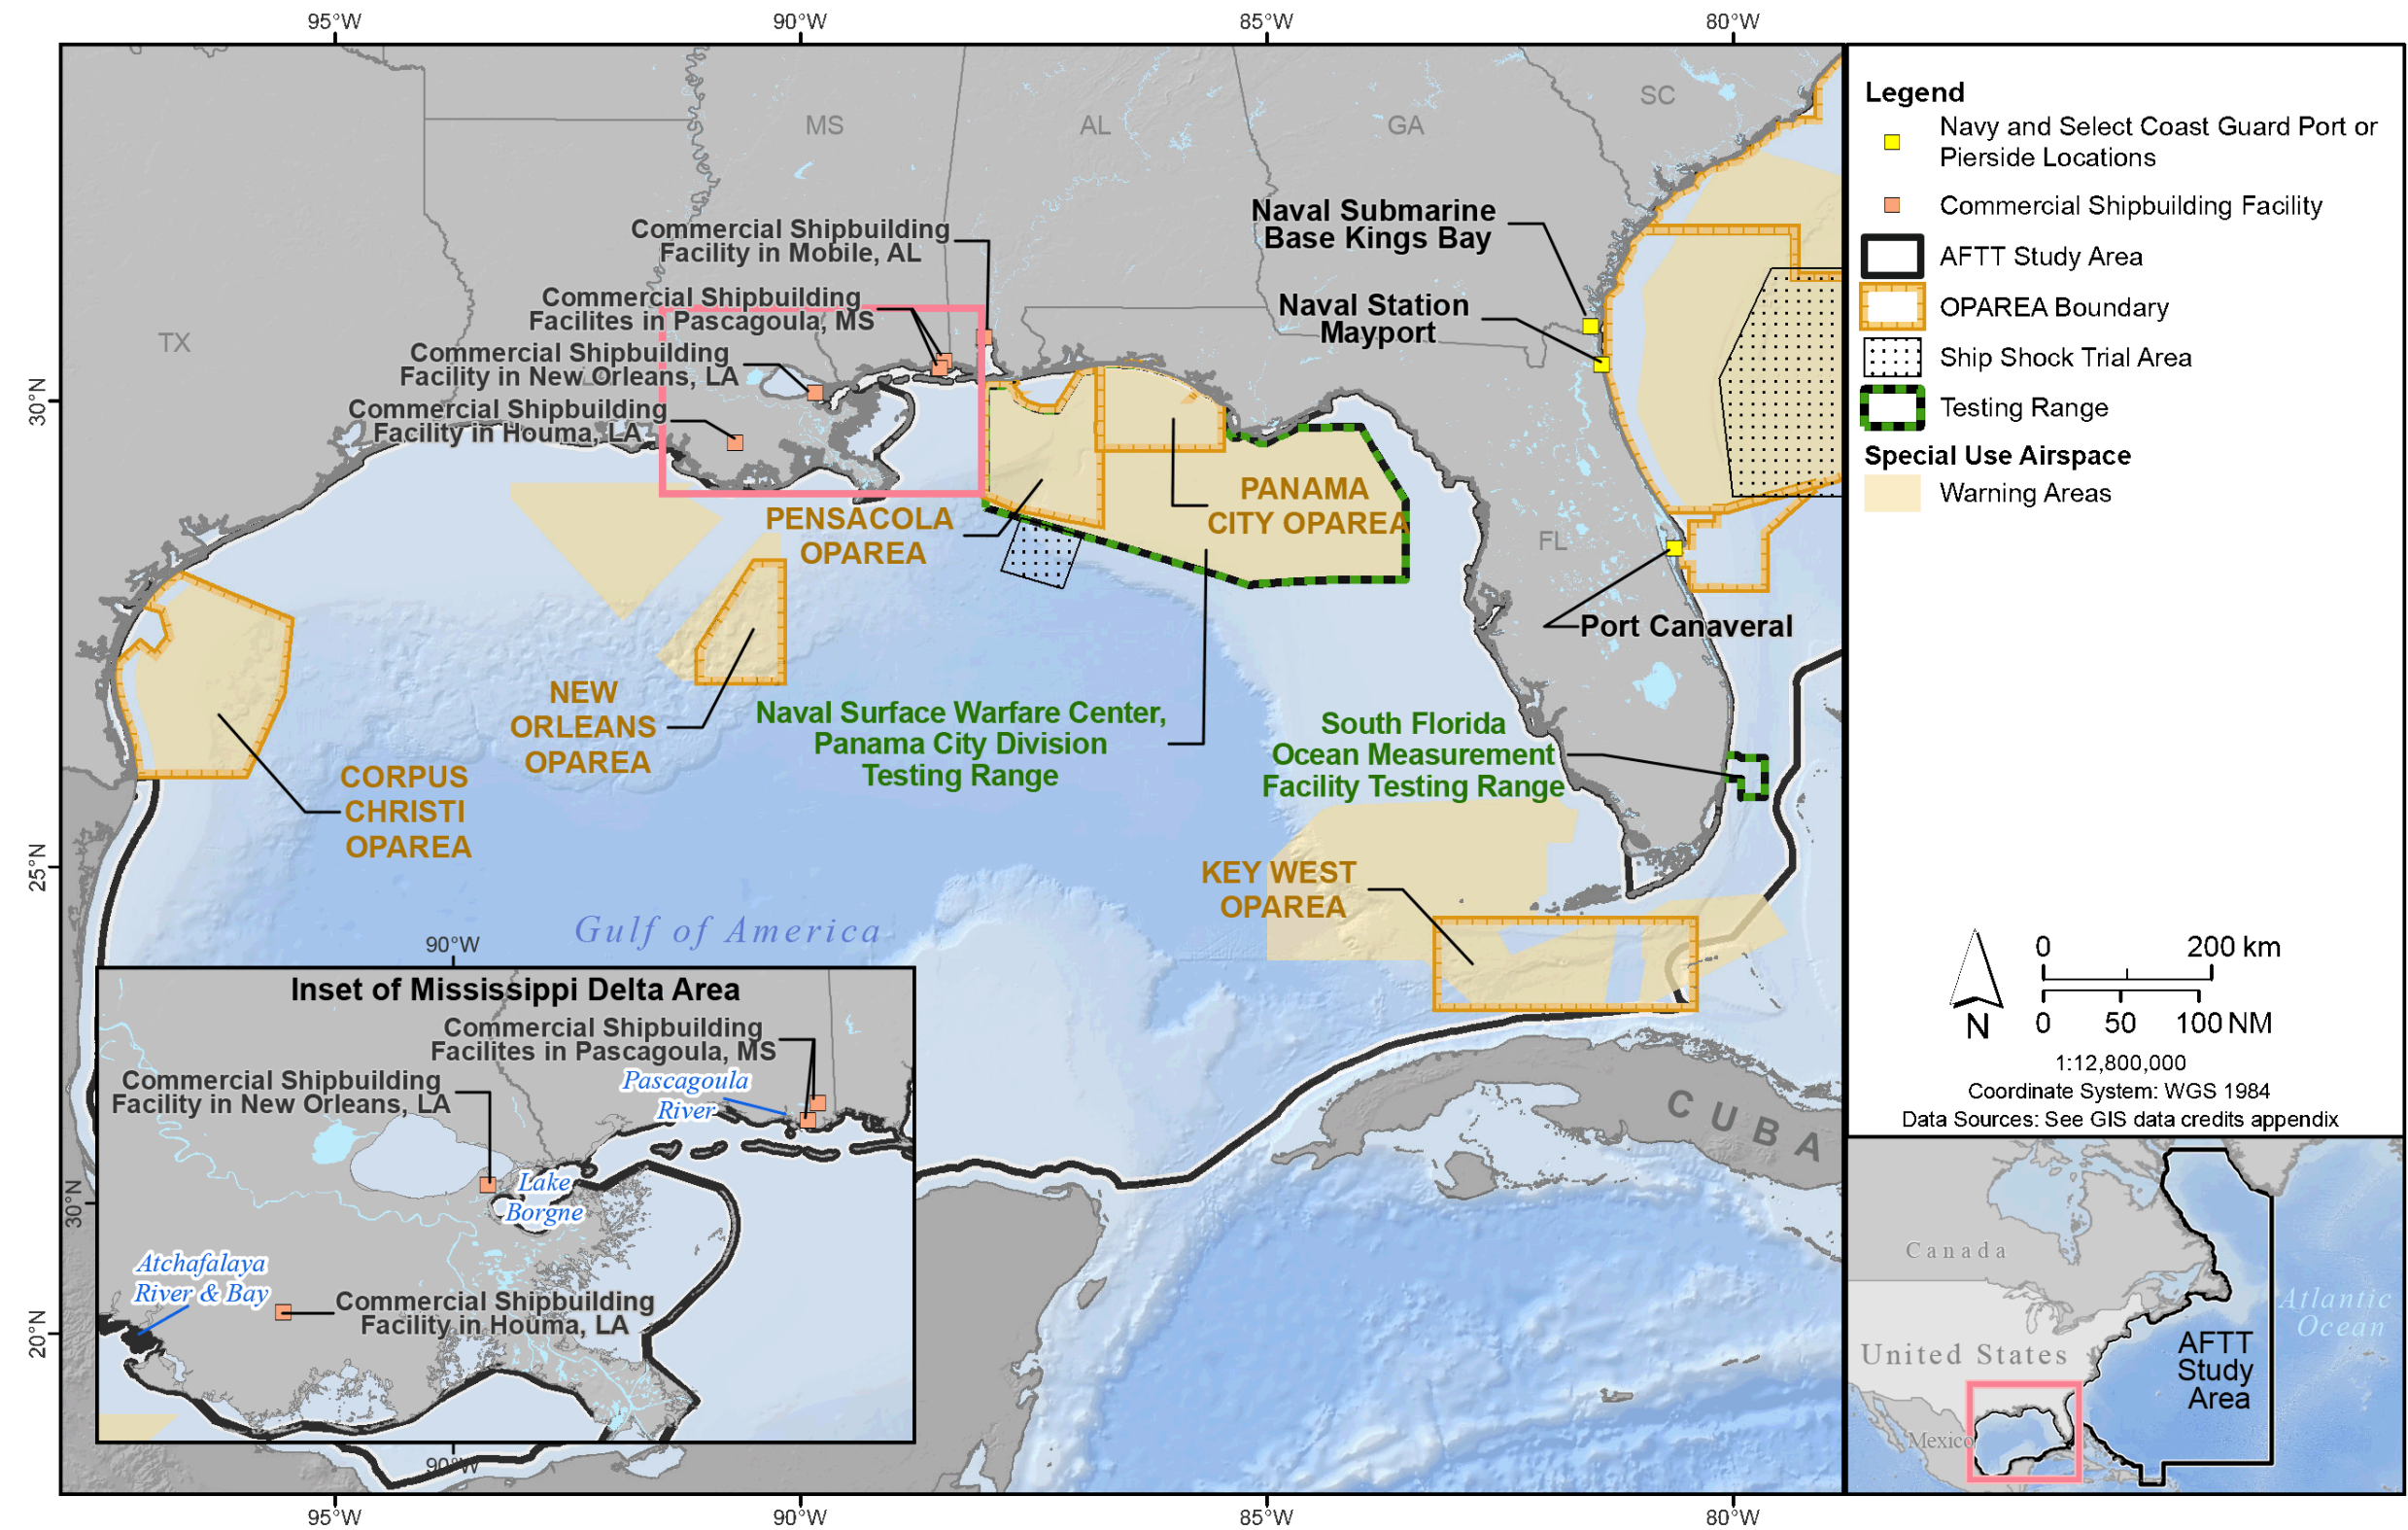 95°W
90°W
85°W
80°W
SC
MS
AL
GA
TX
FL
30°N
25°N
20°N
Commercial Shipbuilding
Facility in Mobile, AL
Commercial Shipbuilding
Facilites in Pascagoula, MS
Commercial Shipbuilding
Facility in New Orleans, LA
Commercial Shipbuilding
Facility in Houma, LA
Naval Submarine
Base Kings Bay
Naval Station
Mayport
PENSACOLA
OPAREA
PANAMA
CITY OPAREA
Port Canaveral
NEW
ORLEANS
OPAREA
Naval Surface Warfare Center,
Panama City Division
Testing Range
South Florida
Ocean Measurement
Facility Testing Range
CORPUS
CHRISTI
OPAREA
KEY WEST
OPAREA
Gulf of America
CUBA
90°W
Inset of Mississippi Delta Area
Commercial Shipbuilding
Facilites in Pascagoula, MS
Commercial Shipbuilding
Facility in New Orleans, LA
Pascagoula
River
Lake
Borgne
30°N
Atchafalaya
River & Bay
Commercial Shipbuilding
Facility in Houma, LA
90°W
95°W
90°W
85°W
80°W
Legend
Navy and Select Coast Guard Port or
Pierside Locations
Commercial Shipbuilding Facility
AFTT Study Area
OPAREA Boundary
Ship Shock Trial Area
Testing Range
Special Use Airspace
Warning Areas
N
0 200 km
0 50 100 NM
1:12,800,000
Coordinate System: WGS 1984
Data Sources: See GIS data credits appendix
Canada
United States
Mexico
Atlantic
Ocean
AFTT
Study
Area